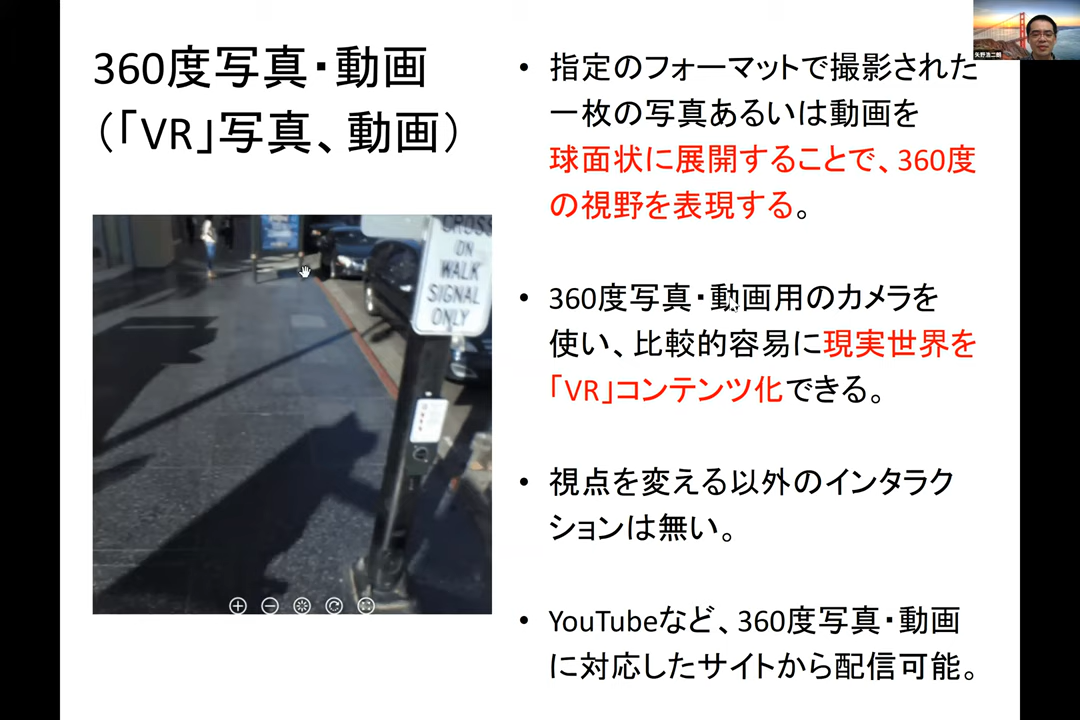 360度写真・動画
（｢VR｣写真、動画）
・指定のフォーマットで撮影された
一枚の写真あるいは動画を
球面状に展開することで、360度
の視野を表現する。
・360度写真・動画用のカメラを
使い、比較的容易に現実世界を
｢VR｣コンテンツ化できる。
・視点を変える以外のインタラク
ションは無い。
・YouTubeなど、360度写真・動画
に対応したサイトから配信可能。
CROSS
ON
WALK
SIGNAL
ONLY